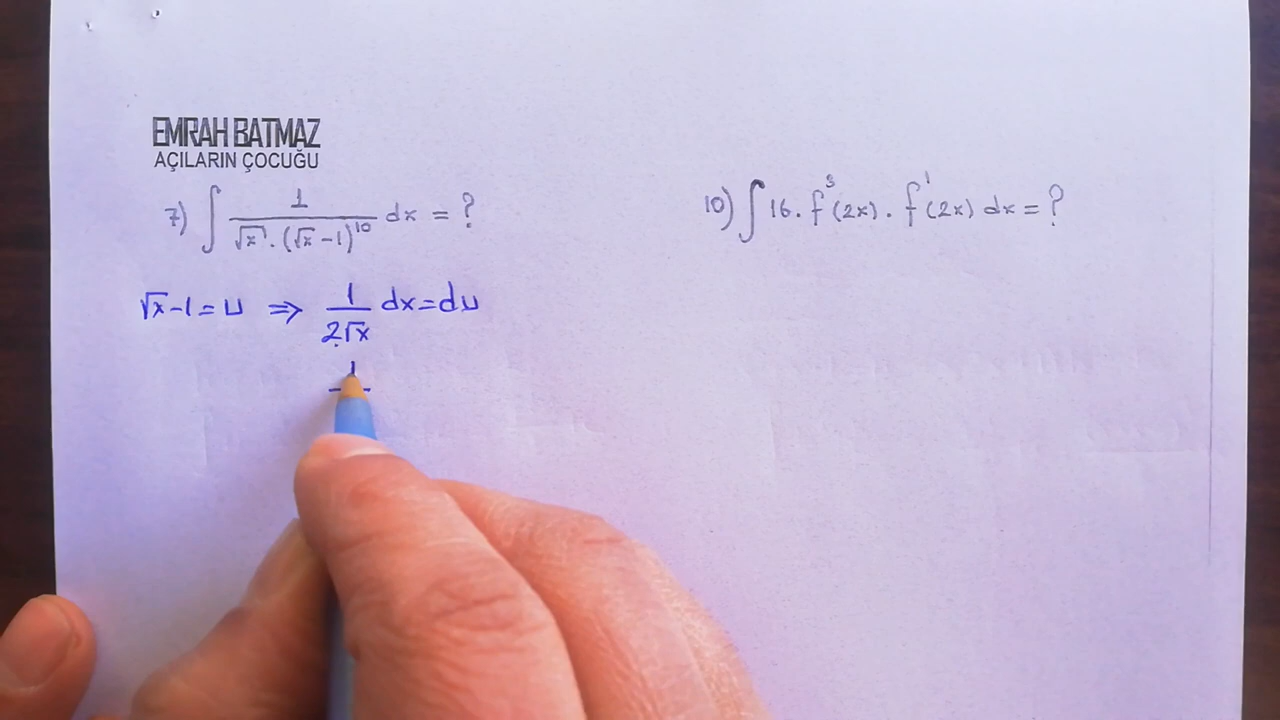 EMRAH BATMAZ
AÇILARIN ÇOCUĞU
7) ∫ 1 / (√x . (√x - 1)^10) dx = ?
√x - 1 = u ⇒ 1 / (2√x) dx = du
1
10) ∫ 16 . f³(2x) . f'(2x) dx = ?